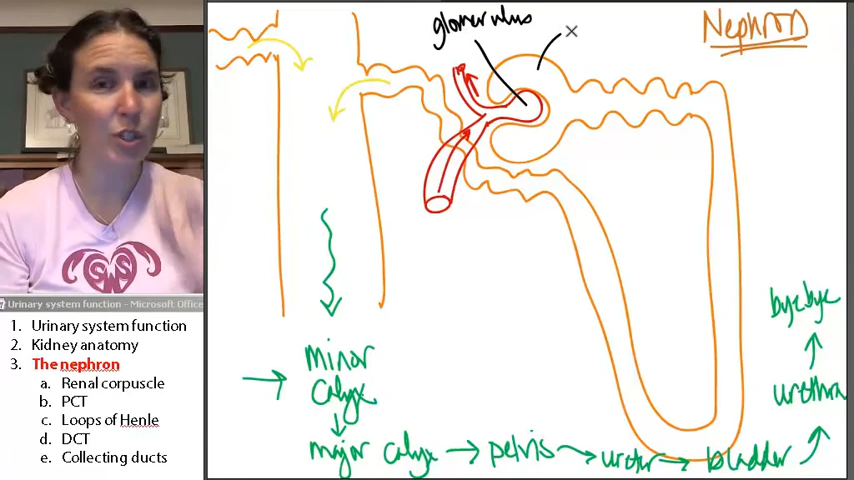 glomerulus
Nephron
SWS
Urinary system function - Microsoft Office
1. Urinary system function
2. Kidney anatomy
3. The nephron
a. Renal corpuscle
b. PCT
c. Loops of Henle
d. DCT
e. Collecting ducts
minor
calyx
major calyx → pelvis → ureter → bladder
urethra
byebye